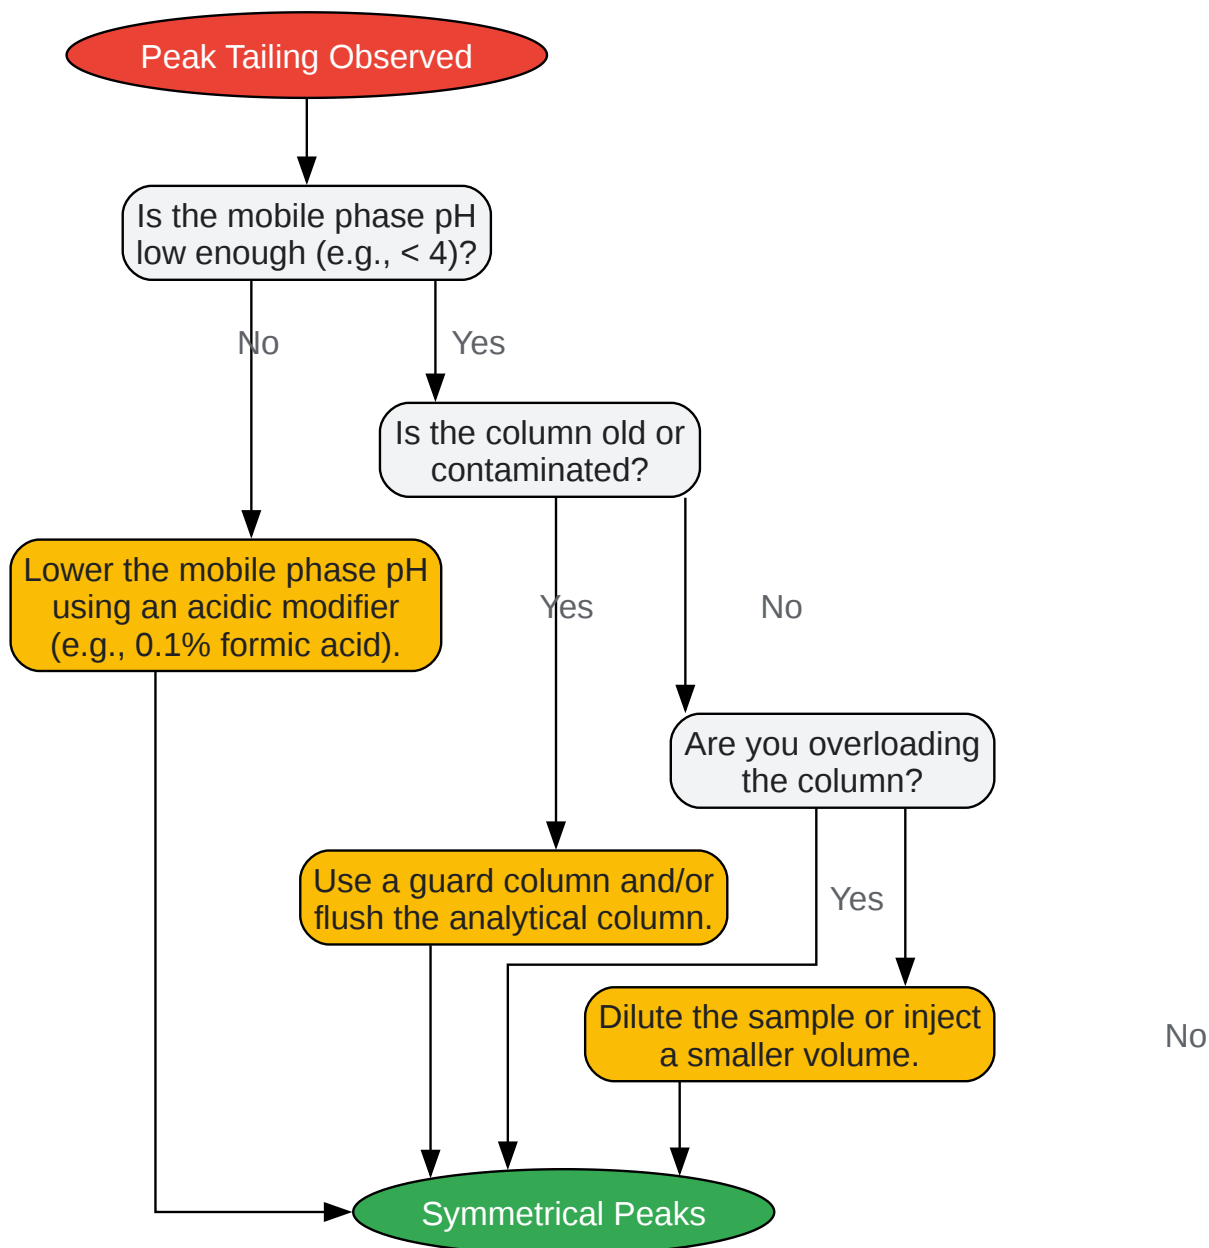 Peak Tailing Observed
Is the mobile phase pH
low enough (e.g., < 4)?
No
Yes
Is the column old or
contaminated?
Lower the mobile phase pH
using an acidic modifier
(e.g., 0.1% formic acid).
Yes
No
Are you overloading
the column?
Use a guard column and/or
flush the analytical column.
Yes
Dilute the sample or inject
a smaller volume.
No
Symmetrical Peaks